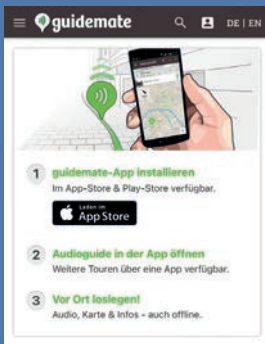 guidemate
DE | EN
1 guidemate-App installieren
Im App-Store & Play-Store verfügbar.
Laden im
App Store
2 Audioguide in der App öffnen
Weitere Touren über eine App verfügbar.
3 Vor Ort loslegen!
Audio, Karte & Infos – auch offline.